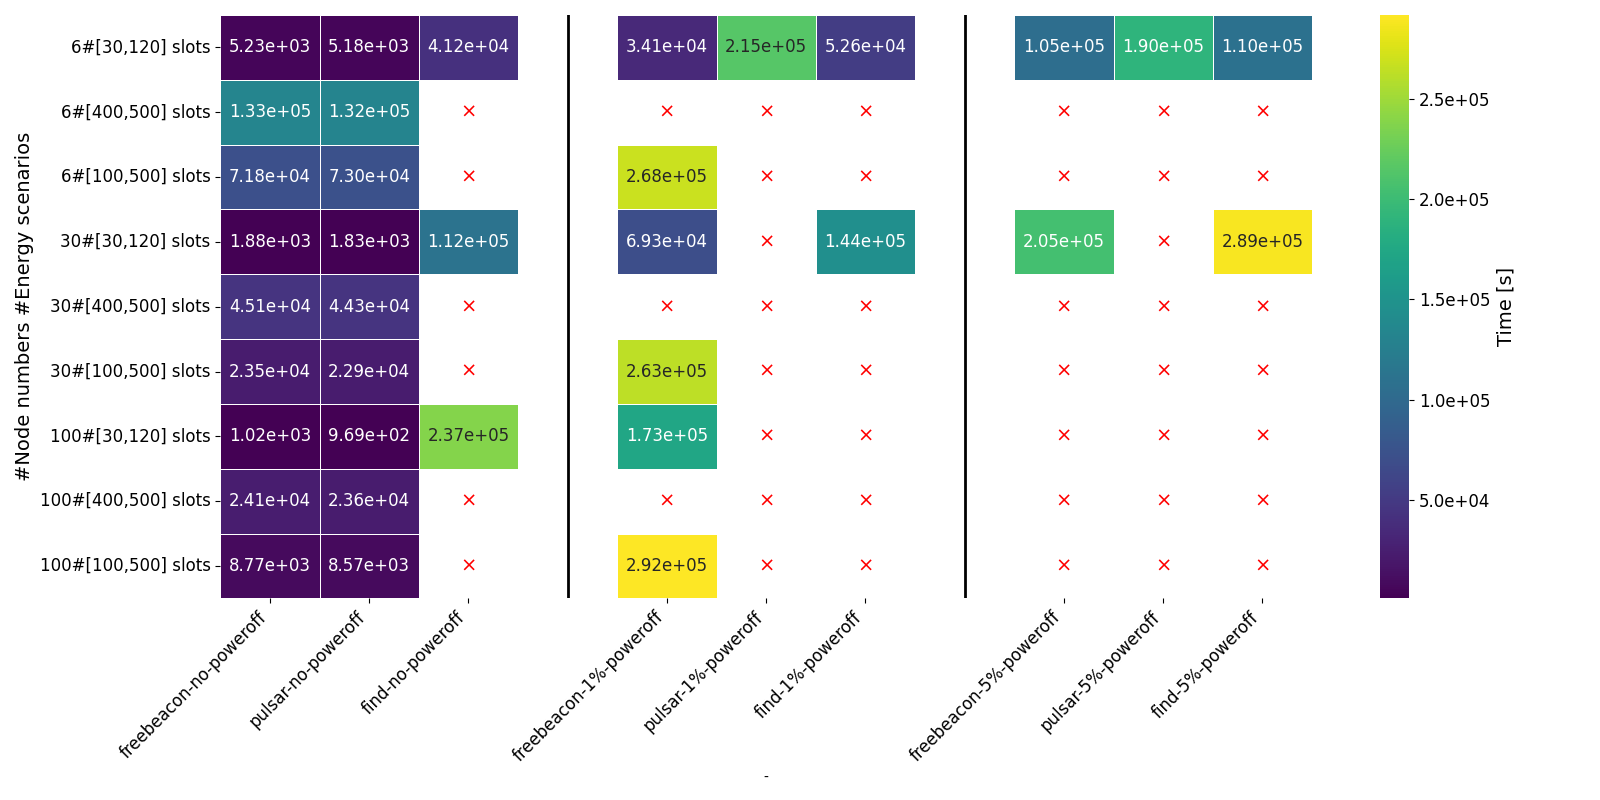 6#[30,120] slots 5.23e+03 5.18e+03 4.12e+04 3.41e+04 2.15e+05 5.26e+04 1.05e+05 1.90e+05 1.10e+05
6#[400,500] slots 1.33e+05 1.32e+05 × × × × × × ×
6#[100,500] slots 7.18e+04 7.30e+04 × 2.68e+05 × × × × ×
30#[30,120] slots 1.88e+03 1.83e+03 1.12e+05 6.93e+04 × 1.44e+05 2.05e+05 × 2.89e+05
30#[400,500] slots 4.51e+04 4.43e+04 × × × × × × ×
30#[100,500] slots 2.35e+04 2.29e+04 × 2.63e+05 × × × × ×
100#[30,120] slots 1.02e+03 9.69e+02 2.37e+05 1.73e+05 × × × × ×
100#[400,500] slots 2.41e+04 2.36e+04 × × × × × × ×
100#[100,500] slots 8.77e+03 8.57e+03 × 2.92e+05 × × × × ×
#Node numbers #Energy scenarios
freebeacon-no-poweroff
pulsar-no-poweroff
find-no-poweroff
freebeacon-1%-poweroff
pulsar-1%-poweroff
find-1%-poweroff
freebeacon-5%-poweroff
pulsar-5%-poweroff
find-5%-poweroff
-
2.5e+05
2.0e+05
1.5e+05
1.0e+05
5.0e+04
Time [s]